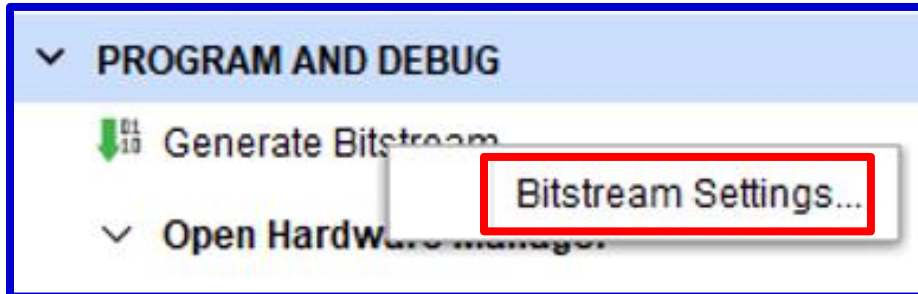 PROGRAM AND DEBUG
Generate Bitstream
Bitstream Settings...
Open Hardware Manager